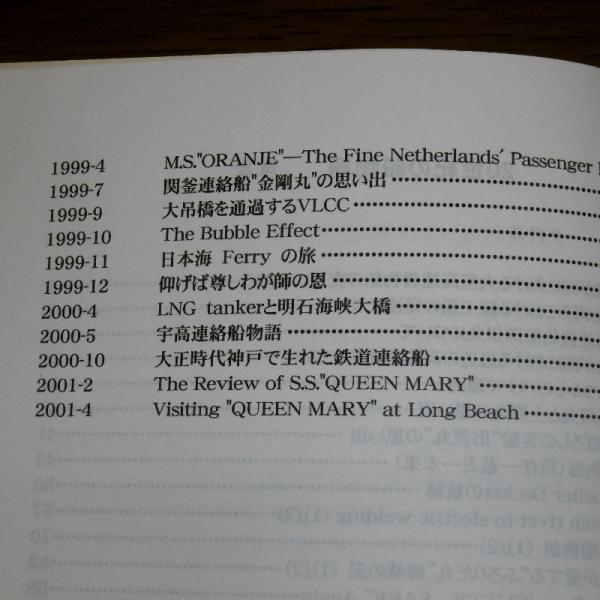 1999-4 M.S."ORANJE"—The Fine Netherlands' Passenger
1999-7 関釜連絡船"金剛丸"の思い出
1999-9 大吊橋を通過するVLCC
1999-10 The Bubble Effect
1999-11 日本海 Ferry の旅
1999-12 仰げば尊しわが師の恩
2000-4 LNG tankerと明石海峡大橋
2000-5 宇高連絡船物語
2000-10 大正時代神戸で生れた鉄道連絡船
2001-2 The Review of S.S."QUEEN MARY"
2001-4 Visiting "QUEEN MARY" at Long Beach